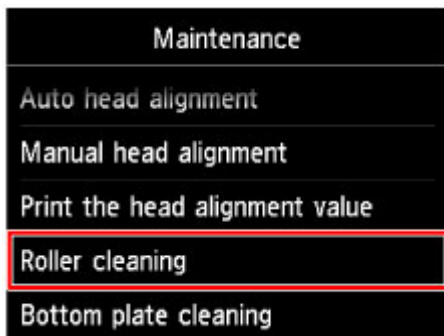 Maintenance
Auto head alignment
Manual head alignment
Print the head alignment value
Roller cleaning
Bottom plate cleaning